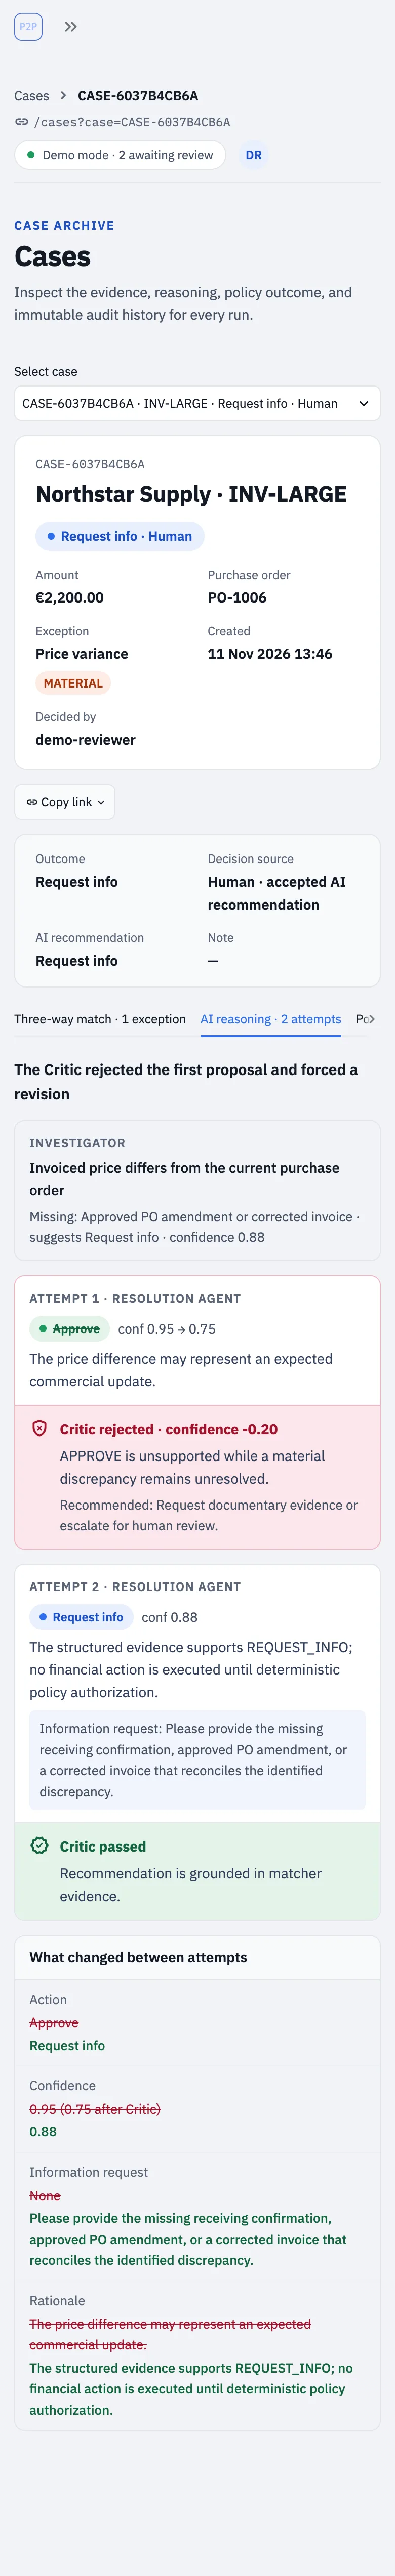 P2P
Cases > CASE-6037B4CB6A
/cases?case=CASE-6037B4CB6A
Demo mode · 2 awaiting review
DR
CASE ARCHIVE
Cases
Inspect the evidence, reasoning, policy outcome, and
immutable audit history for every run.
Select case
CASE-6037B4CB6A · INV-LARGE · Request info · Human
CASE-6037B4CB6A
Northstar Supply · INV-LARGE
Request info · Human
Amount
€2,200.00
Purchase order
PO-1006
Exception
Price variance
MATERIAL
Created
11 Nov 2026 13:46
Decided by
demo-reviewer
Copy link
Outcome
Request info
Decision source
Human · accepted AI
recommendation
AI recommendation
Request info
Note
—
Three-way match · 1 exception
AI reasoning · 2 attempts
The Critic rejected the first proposal and forced a
revision
INVESTIGATOR
Invoiced price differs from the current purchase
order
Missing: Approved PO amendment or corrected invoice ·
suggests Request info · confidence 0.88
ATTEMPT 1 · RESOLUTION AGENT
Approve conf 0.95 → 0.75
The price difference may represent an expected
commercial update.
Critic rejected · confidence -0.20
APPROVE is unsupported while a material
discrepancy remains unresolved.
Recommended: Request documentary evidence or
escalate for human review.
ATTEMPT 2 · RESOLUTION AGENT
Request info conf 0.88
The structured evidence supports REQUEST_INFO;
no financial action is executed until deterministic
policy authorization.
Information request: Please provide the missing
receiving confirmation, approved PO amendment, or
a corrected invoice that reconciles the identified
discrepancy.
Critic passed
Recommendation is grounded in matcher
evidence.
What changed between attempts
Action
Approve
Request info
Confidence
0.95 (0.75 after Critic)
0.88
Information request
None
Please provide the missing receiving confirmation,
approved PO amendment, or a corrected invoice that
reconciles the identified discrepancy.
Rationale
The price difference may represent an expected
commercial update.
The structured evidence supports REQUEST_INFO; no
financial action is executed until deterministic policy
authorization.